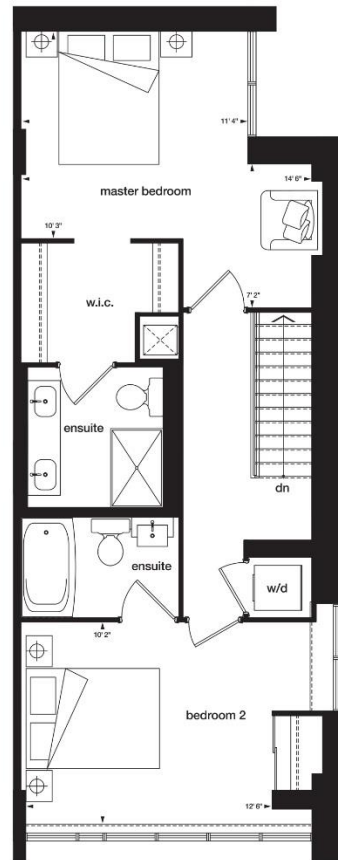 11'4"
14'6"
master bedroom
10'3"
w.i.c.
7'2"
ensuite
dn
ensuite
w/d
10'2"
bedroom 2
12'6"